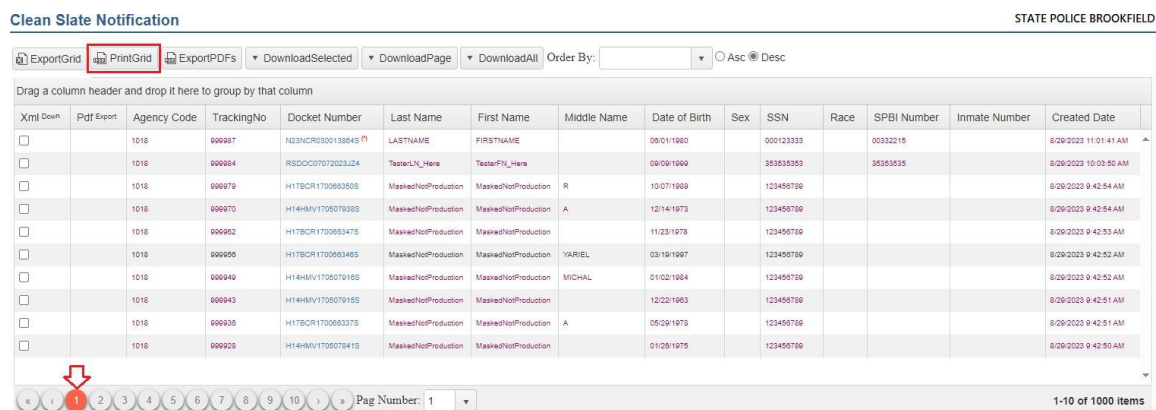 Clean Slate Notification STATE POLICE BROOKFIELD
ExportGrid PrintGrid ExportPDFs DownloadSelected DownloadPage DownloadAll Order By: Asc Desc
Drag a column header and drop it here to group by that column
Xml Down Pdf Export Agency Code TrackingNo Docket Number Last Name First Name Middle Name Date of Birth Sex SSN Race SPBI Number Inmate Number Created Date
1018 999987 N23NCR030013864S (*) LASTNAME FIRSTNAME 06/01/1980 000123333 00332215 8/29/2023 11:01:41 AM
1018 999984 RSDOC07072023JZ4 TesterLN_Here TesterFN_Here 09/09/1999 353535353 35353535 8/29/2023 10:03:50 AM
1018 999979 H17BCR170066350S MaskedNotProduction MaskedNotProduction R 10/07/1989 123456789 8/29/2023 9:42:54 AM
1018 999970 H14HMV170507938S MaskedNotProduction MaskedNotProduction A 12/14/1973 123456789 8/29/2023 9:42:54 AM
1018 999962 H17BCR170066347S MaskedNotProduction MaskedNotProduction 11/23/1978 123456789 8/29/2023 9:42:53 AM
1018 999956 H17BCR170066346S MaskedNotProduction MaskedNotProduction YARIEL 03/19/1997 123456789 8/29/2023 9:42:52 AM
1018 999949 H14HMV170507916S MaskedNotProduction MaskedNotProduction MICHAL 01/02/1984 123456789 8/29/2023 9:42:52 AM
1018 999943 H14HMV170507915S MaskedNotProduction MaskedNotProduction 12/22/1963 123456789 8/29/2023 9:42:51 AM
1018 999936 H17BCR170066337S MaskedNotProduction MaskedNotProduction A 05/29/1978 123456789 8/29/2023 9:42:51 AM
1018 999928 H14HMV170507841S MaskedNotProduction MaskedNotProduction 01/26/1975 123456789 8/29/2023 9:42:50 AM
« ‹ 1 2 3 4 5 6 7 8 9 10 › » Pag Number: 1 1-10 of 1000 items